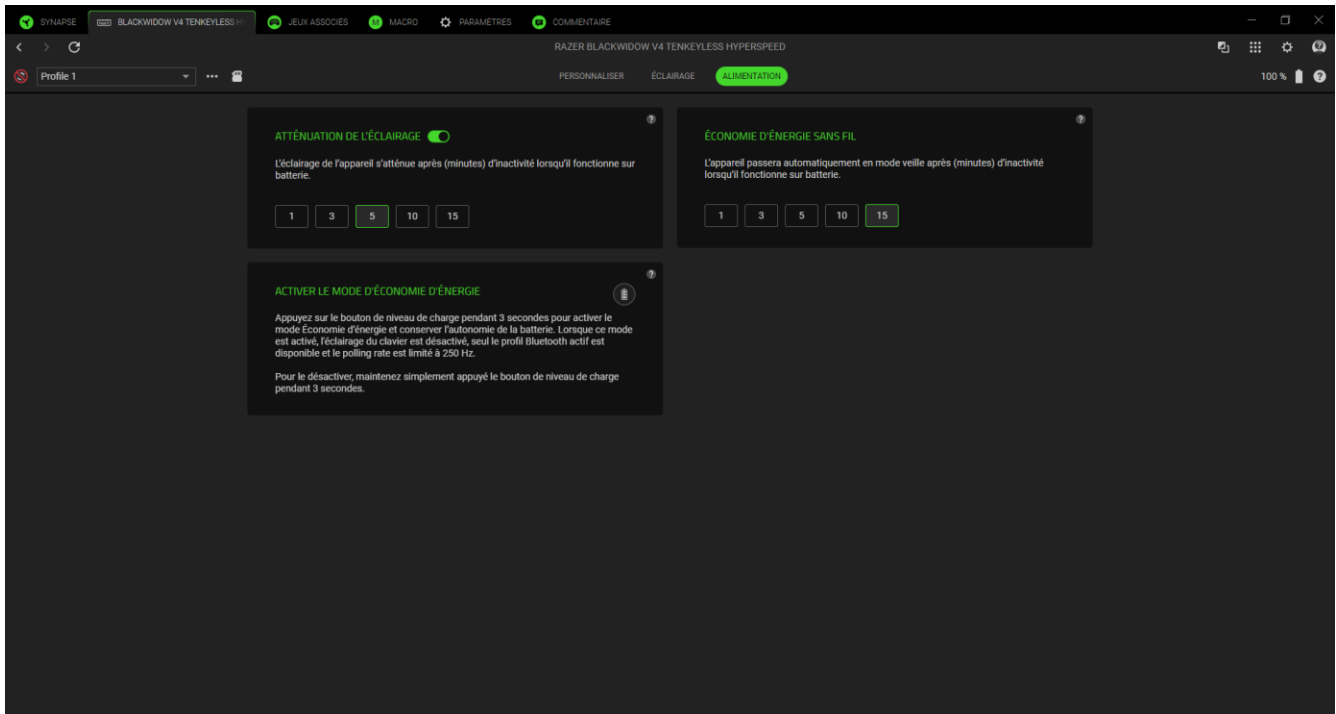 SYNAPSE
BLACKWIDOW V4 TENKEYLESS
JEUX ASSOCIÉS
MACRO
PARAMÈTRES
COMMENTAIRE
RAZER BLACKWIDOW V4 TENKEYLESS HYPERSPEED
Profile 1
PERSONNALISER
ÉCLAIRAGE
ALIMENTATION
100 %
ATTÉNUATION DE L'ÉCLAIRAGE
L'éclairage de l'appareil s'atténue après (minutes) d'inactivité lorsqu'il fonctionne sur
batterie.
1 3 5 10 15
ÉCONOMIE D'ÉNERGIE SANS FIL
L'appareil passera automatiquement en mode veille après (minutes) d'inactivité
lorsqu'il fonctionne sur batterie.
1 3 5 10 15
ACTIVER LE MODE D'ÉCONOMIE D'ÉNERGIE
Appuyez sur le bouton de niveau de charge pendant 3 secondes pour activer le
mode Économie d'énergie et conserver l'autonomie de la batterie. Lorsque ce mode
est activé, l'éclairage du clavier est désactivé, seul le profil Bluetooth actif est
disponible et le polling rate est limité à 250 Hz.
Pour le désactiver, maintenez simplement appuyé le bouton de niveau de charge
pendant 3 secondes.